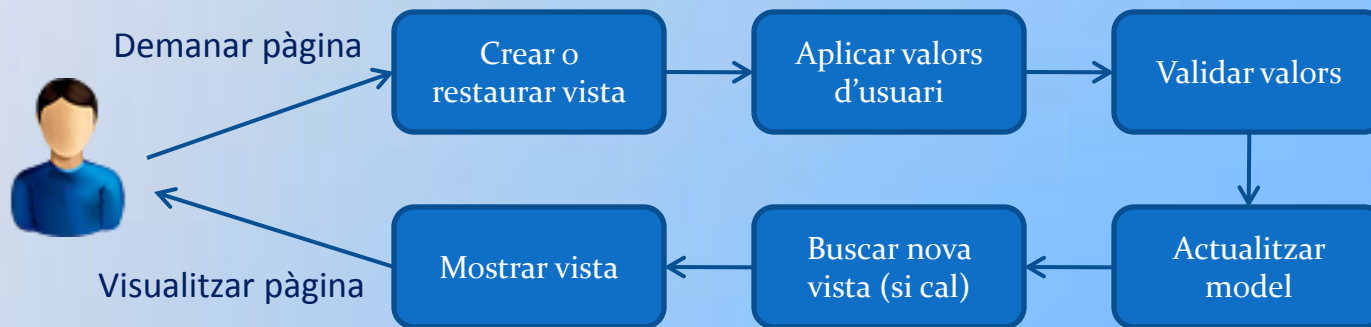 Demanar pàgina
Crear o
restaurar vista
Aplicar valors
d’usuari
Validar valors
Actualitzar
model
Buscar nova
vista (si cal)
Mostrar vista
Visualitzar pàgina